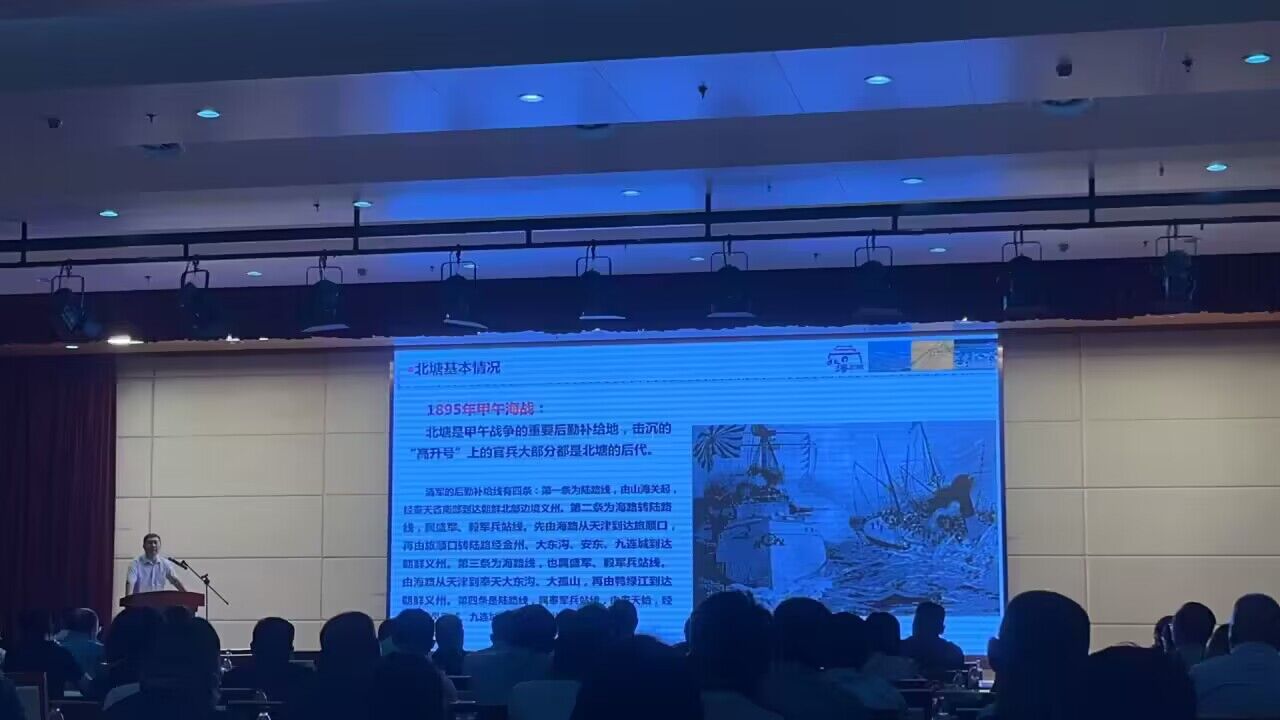 北塘基本情况
1895年甲午海战：
北塘是甲午战争的重要后勤补给地，击沉的
“高升号”上的官兵大部分都是北塘的后代。
清军的后勤补给线有四条：第一条为陆路线，由山海关起，
经奉天省南部到达朝鲜北部边境义州。第二条为海路转陆路
线，属盛军、毅军兵站线。先由海路从天津到达旅顺口，
再由旅顺口转陆路经金州、大东沟、安东、九连城到达
朝鲜义州。第三条为海路线，也属盛军、毅军兵站线。
由海路从天津到奉天大东沟、大孤山，再由鸭绿江到达
朝鲜义州。第四条是陆路线，属奉军兵站线，由奉天始，经
九连城